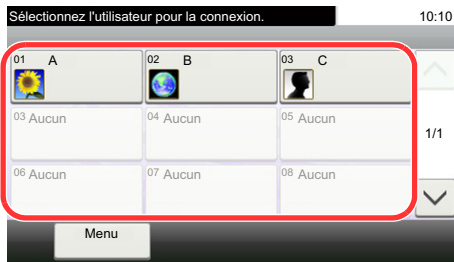 Sélectionnez l'utilisateur pour la connexion. 10:10
01 A 02 B 03 C
03 Aucun 04 Aucun 05 Aucun
1/1
06 Aucun 07 Aucun 08 Aucun
Menu